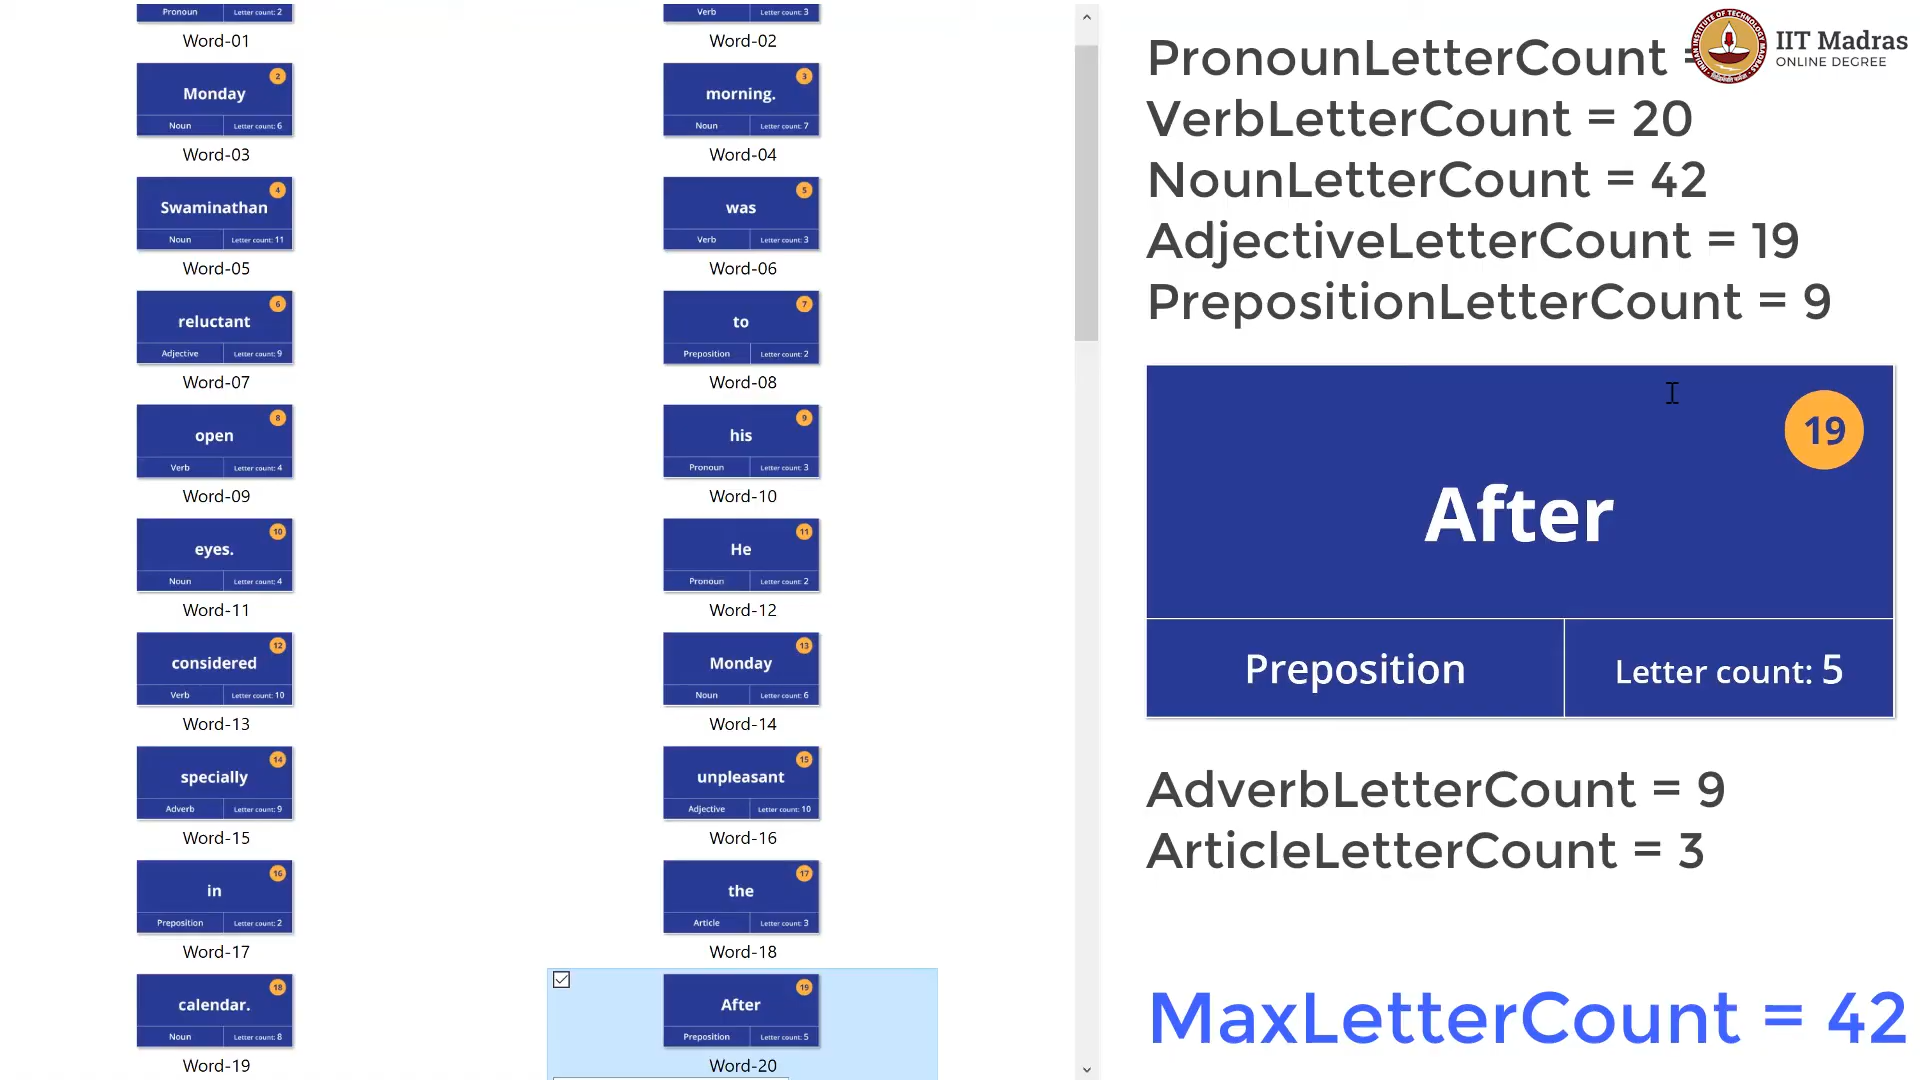 Pronoun Letter count: 2
Word-01
Verb Letter count: 3
Word-02
2
Monday
Noun Letter count: 6
Word-03
3
morning.
Noun Letter count: 7
Word-04
4
Swaminathan
Noun Letter count: 11
Word-05
5
was
Verb Letter count: 3
Word-06
6
reluctant
Adjective Letter count: 9
Word-07
7
to
Preposition Letter count: 2
Word-08
8
open
Verb Letter count: 4
Word-09
9
his
Pronoun Letter count: 3
Word-10
10
eyes.
Noun Letter count: 4
Word-11
11
He
Pronoun Letter count: 2
Word-12
12
considered
Verb Letter count: 10
Word-13
13
Monday
Noun Letter count: 6
Word-14
14
specially
Adverb Letter count: 9
Word-15
15
unpleasant
Adjective Letter count: 10
Word-16
16
in
Preposition Letter count: 2
Word-17
17
the
Article Letter count: 3
Word-18
18
calendar.
Noun Letter count: 8
Word-19
19
After
Preposition Letter count: 5
Word-20
PronounLetterCount =
VerbLetterCount = 20
NounLetterCount = 42
AdjectiveLetterCount = 19
PrepositionLetterCount = 9
19
After
Preposition Letter count: 5
AdverbLetterCount = 9
ArticleLetterCount = 3
MaxLetterCount = 42
IIT Madras
ONLINE DEGREE